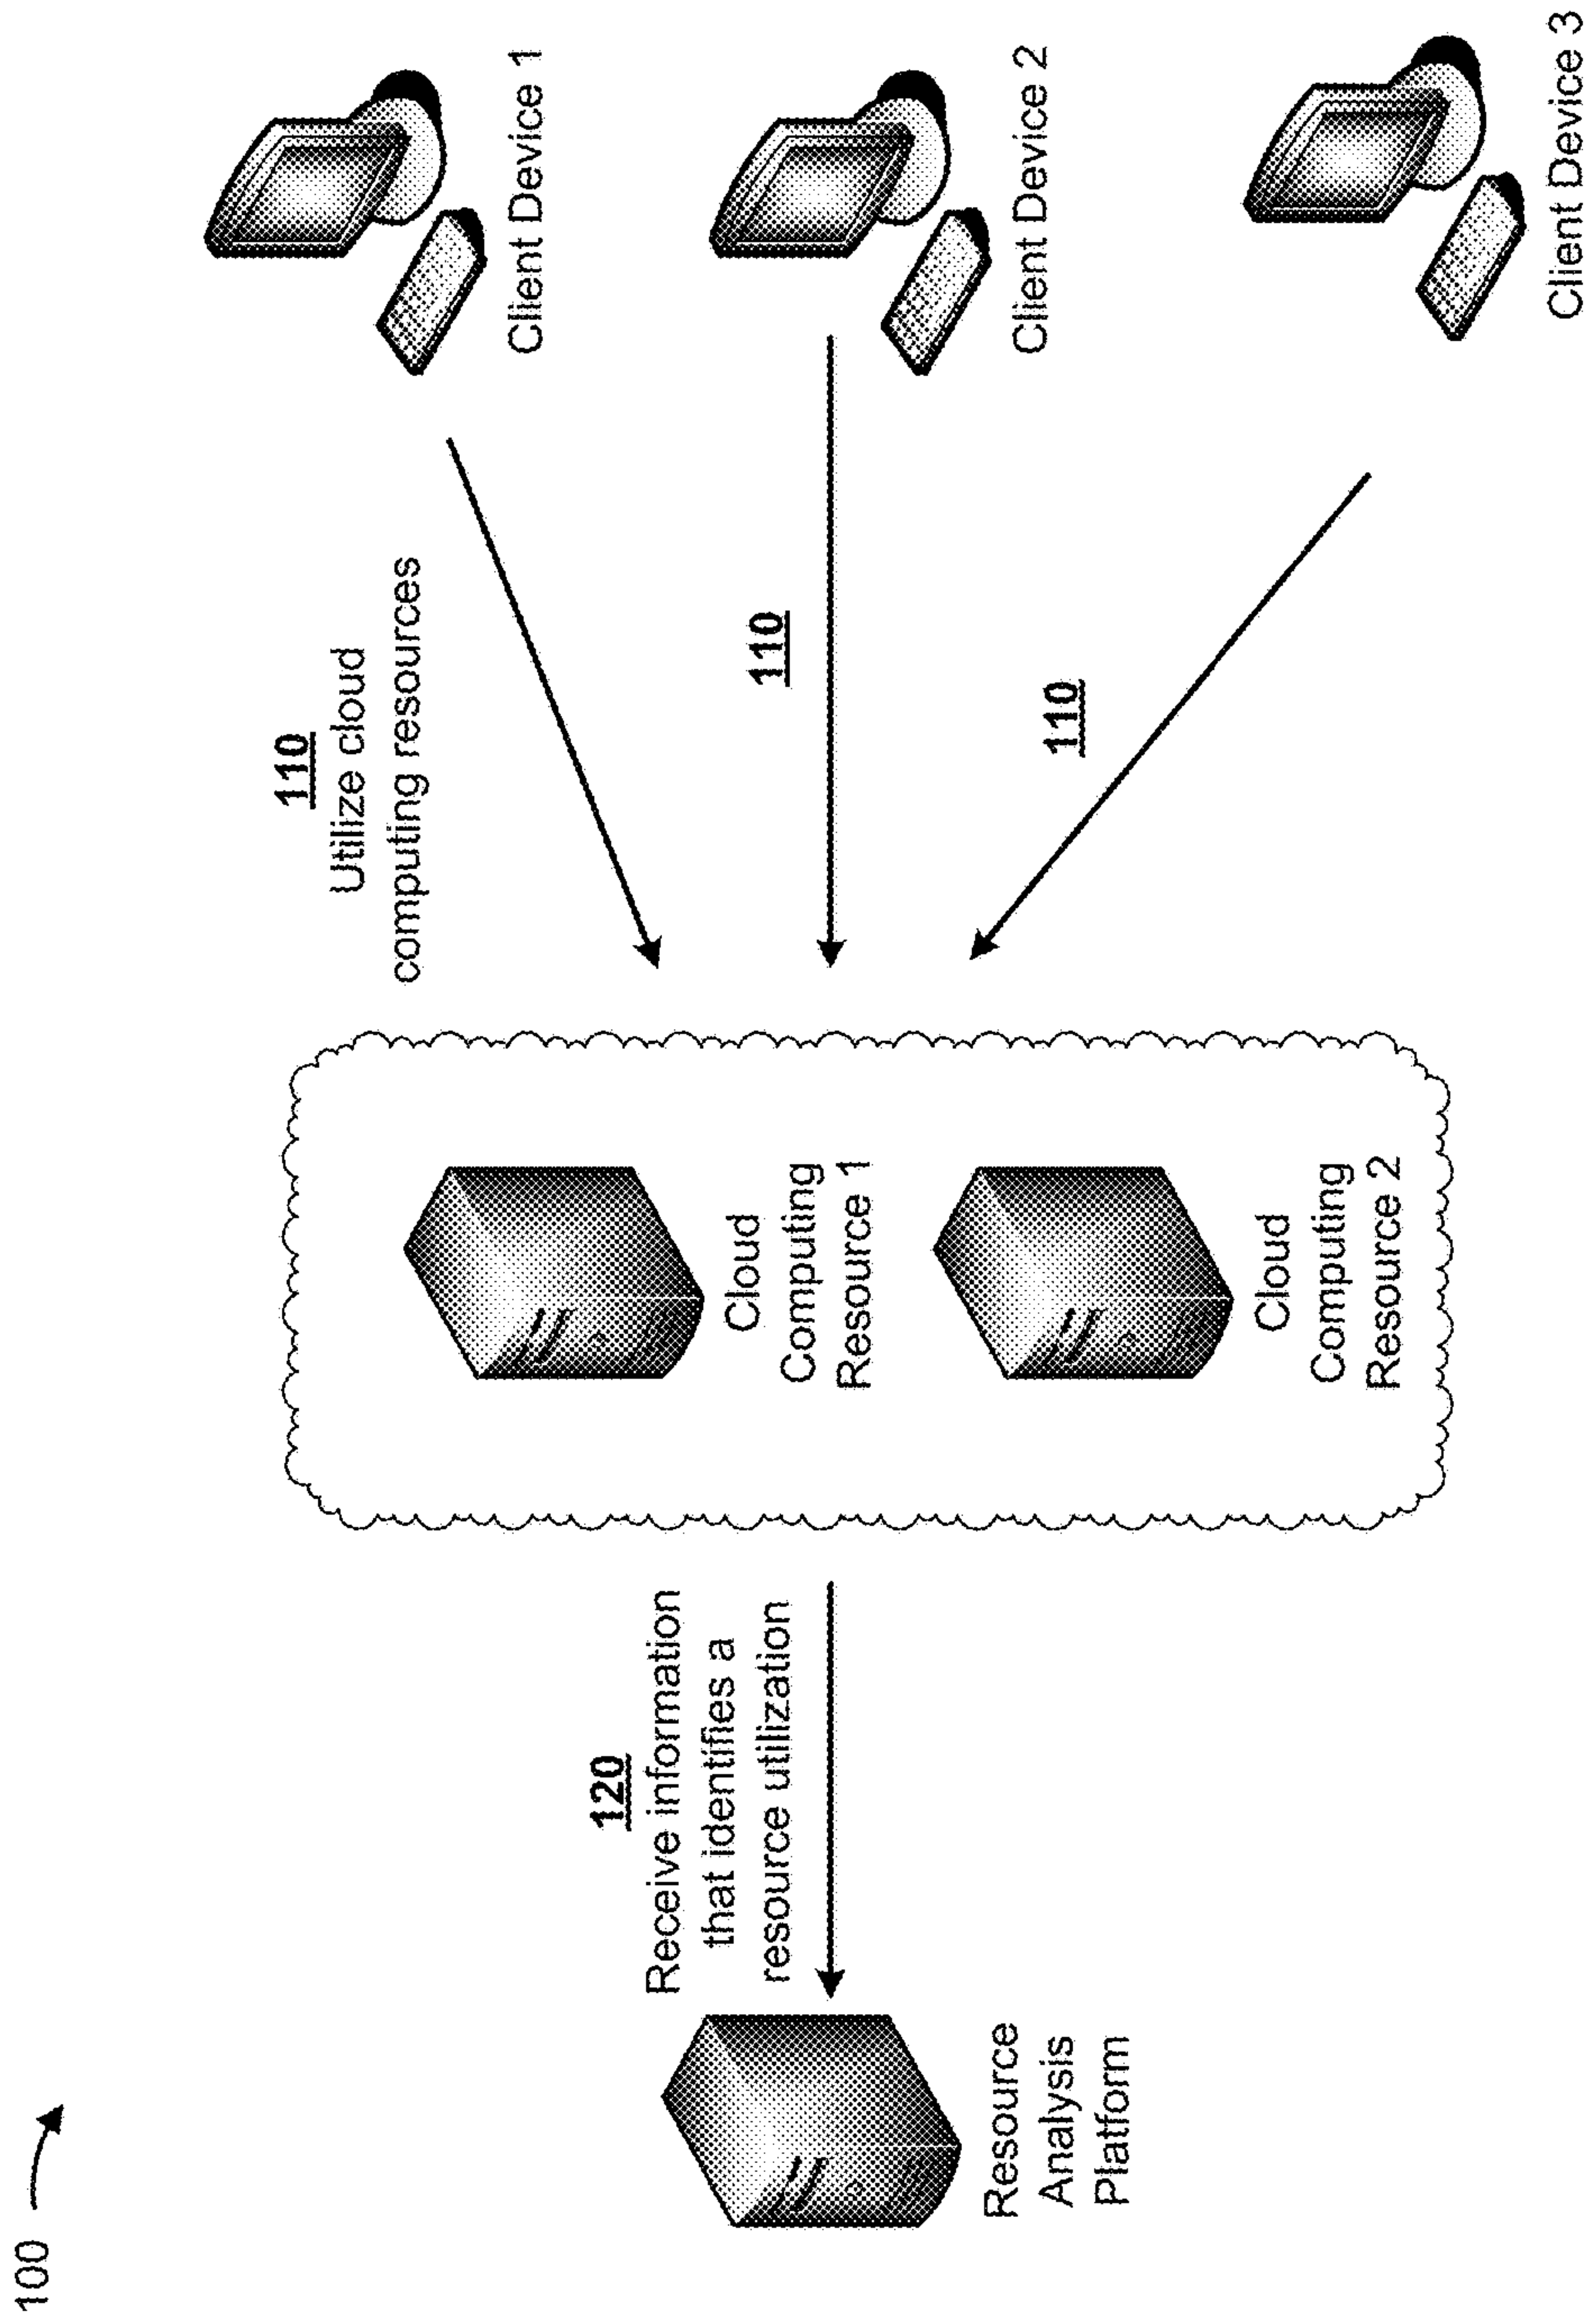 100
110
Utilize cloud
computing resources
Client Device 1
120
Receive information
that identifies a
resource utilization
110
Client Device 2
Cloud
Computing
Resource 1
110
Resource
Analysis
Platform
Cloud
Computing
Resource 2
Client Device 3